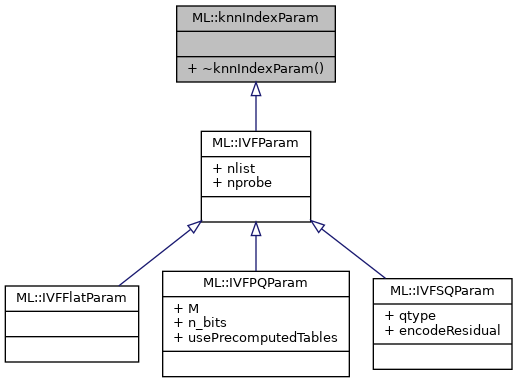 ML::knnIndexParam
+ ~knnIndexParam()
ML::IVFParam
+ nlist
+ nprobe
ML::IVFFlatParam
ML::IVFPQParam
+ M
+ n_bits
+ usePrecomputedTables
ML::IVFSQParam
+ qtype
+ encodeResidual